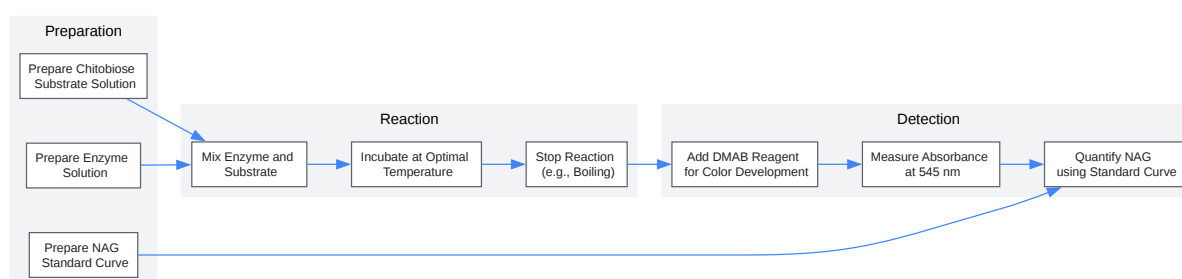 Preparation
Prepare Chitobiose
Substrate Solution
Prepare Enzyme
Solution
Prepare NAG
Standard Curve
Reaction
Mix Enzyme and
Substrate
Incubate at Optimal
Temperature
Stop Reaction
(e.g., Boiling)
Detection
Add DMAB Reagent
for Color Development
Measure Absorbance
at 545 nm
Quantify NAG
using Standard Curve